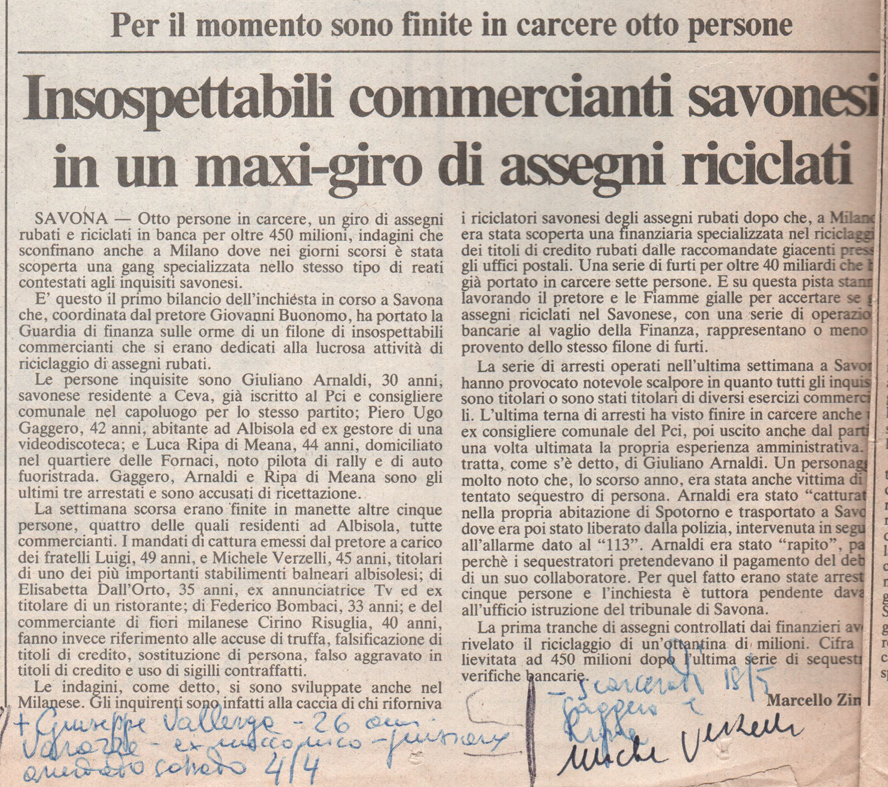 Per il momento sono finite in carcere otto persone
Insospettabili commercianti savonesi
in un maxi-giro di assegni riciclati
SAVONA — Otto persone in carcere, un giro di assegni
rubati e riciclati in banca per oltre 450 milioni, indagini che
sconfinano anche a Milano dove nei giorni scorsi è stata
scoperta una gang specializzata nello stesso tipo di reati
contestati agli inquisiti savonesi.
E' questo il primo bilancio dell'inchiesta in corso a Savona
che, coordinata dal pretore Giovanni Buonomo, ha portato la
Guardia di finanza sulle orme di un filone di insospettabili
commercianti che si erano dedicati alla lucrosa attività di
riciclaggio di assegni rubati.
Le persone inquisite sono Giuliano Arnaldi, 30 anni,
savonese residente a Ceva, già iscritto al Pci e consigliere
comunale nel capoluogo per lo stesso partito; Piero Ugo
Gaggero, 42 anni, abitante ad Albisola ed ex gestore di una
videodiscoteca; e Luca Ripa di Meana, 44 anni, domiciliato
nel quartiere delle Fornaci, noto pilota di rally e di auto
fuoristrada. Gaggero, Arnaldi e Ripa di Meana sono gli
ultimi tre arrestati e sono accusati di ricettazione.
La settimana scorsa erano finite in manette altre cinque
persone, quattro delle quali residenti ad Albisola, tutte
commercianti. I mandati di cattura emessi dal pretore a carico
dei fratelli Luigi, 49 anni, e Michele Verzelli, 45 anni, titolari
di uno dei più importanti stabilimenti balneari albisolesi; di
Elisabetta Dall'Orto, 35 anni, ex annunciatrice Tv ed ex
titolare di un ristorante; di Federico Bombaci, 33 anni; e del
commerciante di fiori milanese Cirino Risuglia, 40 anni,
fanno invece riferimento alle accuse di truffa, falsificazione di
titoli di credito, sostituzione di persona, falso aggravato in
titoli di credito e uso di sigilli contraffatti.
Le indagini, come detto, si sono sviluppate anche nel
Milanese. Gli inquirenti sono infatti alla caccia di chi riforniva
i riciclatori savonesi degli assegni rubati dopo che, a Milano
era stata scoperta una finanziaria specializzata nel riciclaggi
dei titoli di credito rubati dalle raccomandate giacenti press
gli uffici postali. Una serie di furti per oltre 40 miliardi che h
già portato in carcere sette persone. E su questa pista stann
lavorando il pretore e le Fiamme gialle per accertare se g
assegni riciclati nel Savonese, con una serie di operazio
bancarie al vaglio della Finanza, rappresentano o meno
provento dello stesso filone di furti.
La serie di arresti operati nell'ultima settimana a Savon
hanno provocato notevole scalpore in quanto tutti gli inquis
sono titolari o sono stati titolari di diversi esercizi commerci
li. L'ultima terna di arresti ha visto finire in carcere anche
ex consigliere comunale del Pci, poi uscito anche dal parti
una volta ultimata la propria esperienza amministrativa.
tratta, come s'è detto, di Giuliano Arnaldi. Un personag
molto noto che, lo scorso anno, era stata anche vittima di
tentato sequestro di persona. Arnaldi era stato “catturat
nella propria abitazione di Spotorno e trasportato a Savo
dove era poi stato liberato dalla polizia, intervenuta in segu
all'allarme dato al “113”. Arnaldi era stato “rapito”, pa
perchè i sequestratori pretendevano il pagamento del deb
di un suo collaboratore. Per quel fatto erano state arrest
cinque persone e l'inchiesta è tuttora pendente dava
all'ufficio istruzione del tribunale di Savona.
La prima tranche di assegni controllati dai finanzieri ave
rivelato il riciclaggio di un'ottantina di milioni. Cifra
lievitata ad 450 milioni dopo l'ultima serie di sequestr
verifiche bancarie.
Marcello Zin
+ Giuseppe Vallerga - 26 anni
Varazze - ex
arrestato sabato 4/4
- Scarcerati 18/5
Gaggero e
Ripa
Verzelli